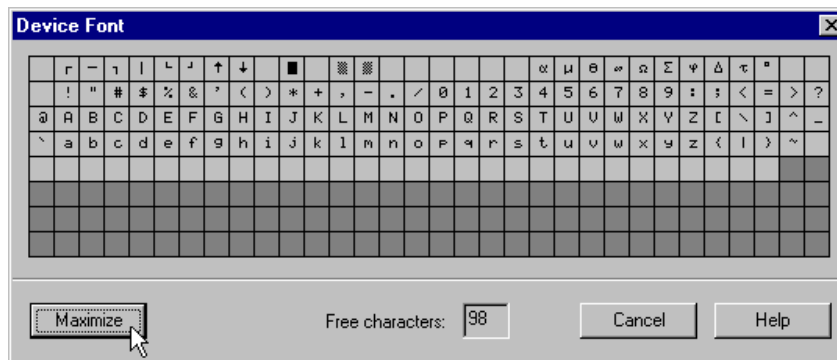 Device Font
┌ ─ ┐ │ └ ┘ ↑ ↓ █ ▒ ▒ α μ θ ∞ Ω Σ φ Δ τ °
! " # $ % & ' ( ) * + , - . / 0 1 2 3 4 5 6 7 8 9 : ; < = > ?
@ A B C D E F G H I J K L M N O P Q R S T U V W X Y Z [ \ ] ^ _
` a b c d e f g h i j k l m n o p q r s t u v w x y z { | } ~
Maximize Free characters: 98 Cancel Help